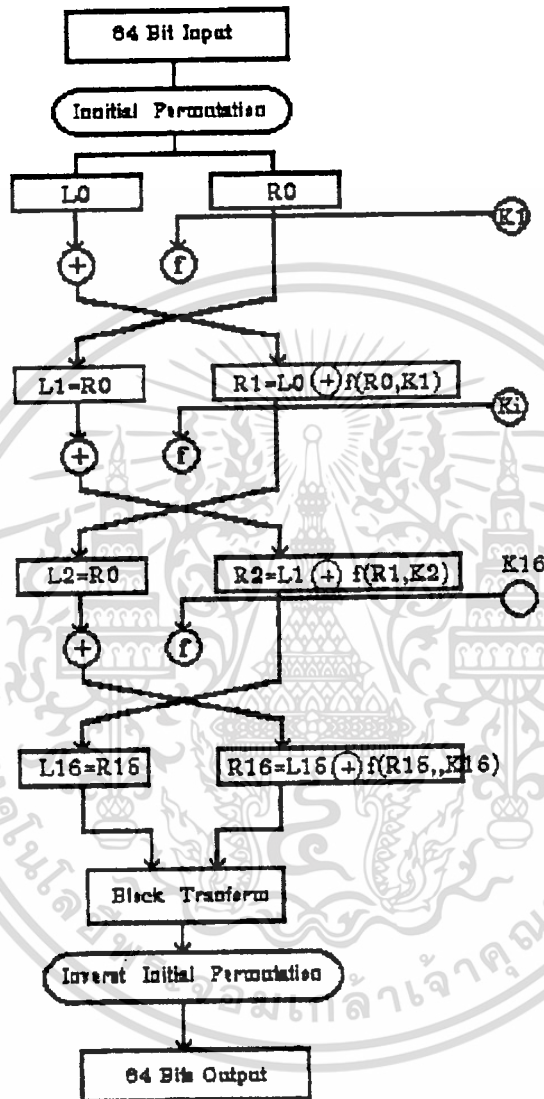 64 Bit Input
Innitial Permutation
L0
R0
K1
+
f
L1=R0
R1=L0 + f(R0,K1)
Ki
+
f
L2=R0
R2=L1 + f(R1,K2)
K16
+
f
L16=R15
R16=L15 + f(R15,,K16)
Block Tranform
Inverst Initial Permutation
64 Bits Output